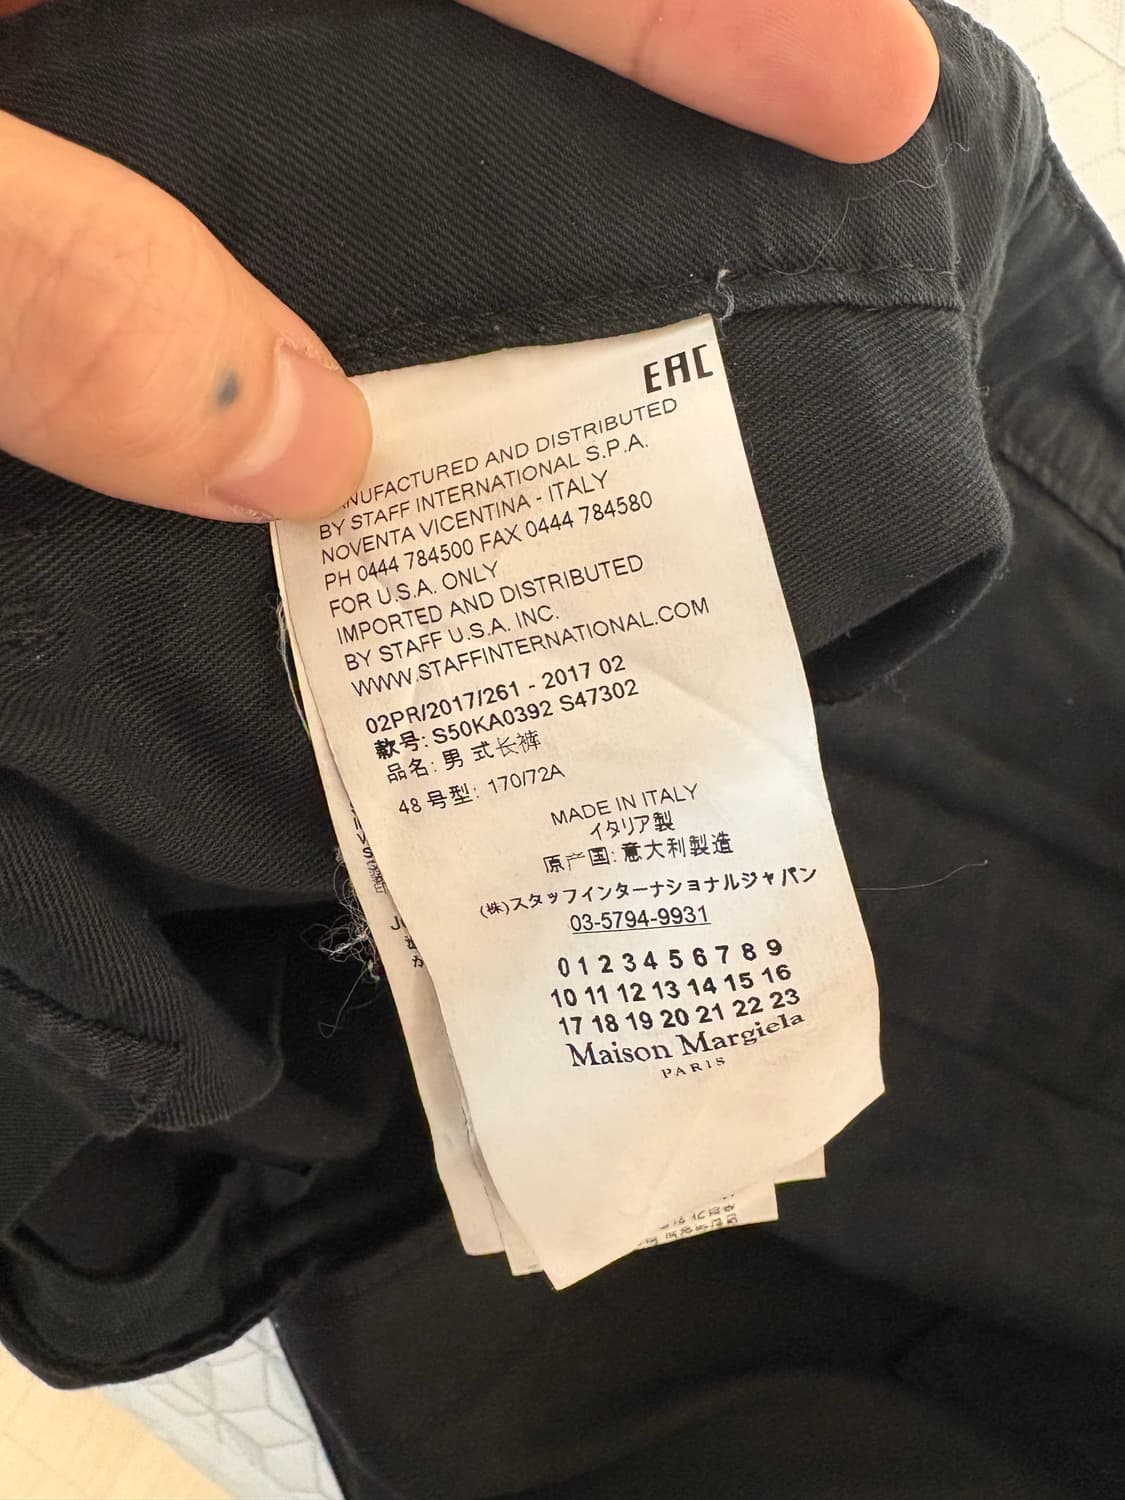 EAC
ANUFACTURED AND DISTRIBUTED
BY STAFF INTERNATIONAL S.P.A.
NOVENTA VICENTINA - ITALY
PH 0444 784500 FAX 0444 784580
FOR U.S.A. ONLY
IMPORTED AND DISTRIBUTED
BY STAFF U.S.A. INC.
WWW.STAFFINTERNATIONAL.COM
02PR/2017/261 - 2017 02
款号: S50KA0392 S47302
品名: 男 式长裤
48 号型: 170/72A
MADE IN ITALY
イタリア製
原产国: 意大利製造
(株)スタッフインターナショナルジャパン
03-5794-9931
0 1 2 3 4 5 6 7 8 9
10 11 12 13 14 15 16
17 18 19 20 21 22 23
Maison Margiela
PARIS